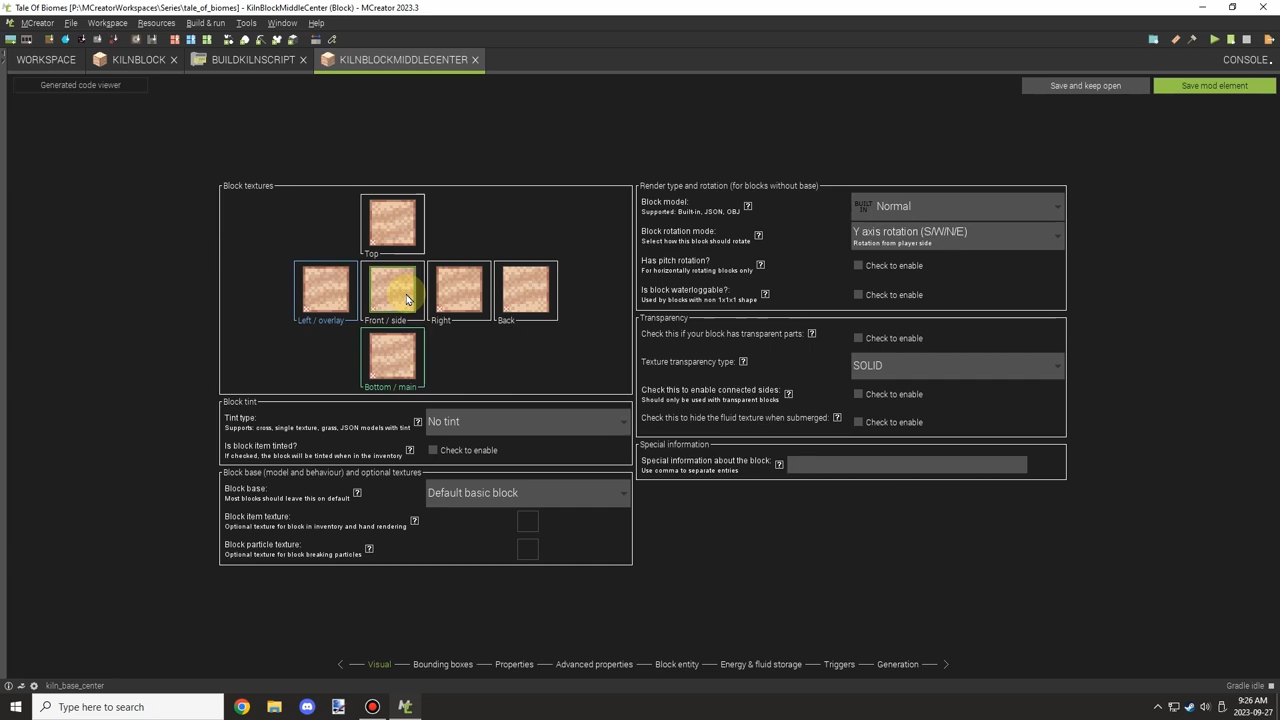 Tale Of Biomes [P:\MCreatorWorkspaces\Series\tale_of_biomes] - KilnBlockMiddleCenter (Block) - MCreator 2023.3
MCreator File Workspace Resources Build & run Tools Window Help
WORKSPACE KILNBLOCK BUILDKILNSCRIPT KILNBLOCKMIDDLECENTER CONSOLE
Generated code viewer Save and keep open Save mod element
Block textures
Top
Left / overlay Front / side Right Back
Bottom / main
Block tint
Tint type: No tint
Supports: cross, single texture, grass, JSON models with tint
Is block item tinted? Check to enable
If checked, the block will be tinted when in the inventory
Block base (model and behaviour) and optional textures
Block base: Default basic block
Most blocks should leave this on default
Block item texture:
Optional texture for block in inventory and hand rendering
Block particle texture:
Optional texture for block breaking particles
Render type and rotation (for blocks without base)
Block model: BUILT IN Normal
Supported: Built-in, JSON, OBJ
Block rotation mode: Y axis rotation (S/W/N/E)
Select how this block should rotate Rotation from player side
Has pitch rotation? Check to enable
For horizontally rotating blocks only
Is block waterloggable?: Check to enable
Used by blocks with non 1x1x1 shape
Transparency
Check this if your block has transparent parts: Check to enable
Texture transparency type: SOLID
Check this to enable connected sides: Check to enable
Should only be used with transparent blocks
Check this to hide the fluid texture when submerged: Check to enable
Special information
Special information about the block:
Use comma to separate entries
Visual Bounding boxes Properties Advanced properties Block entity Energy & fluid storage Triggers Generation
kiln_base_center Gradle idle
Type here to search
9:26 AM
2023-09-27